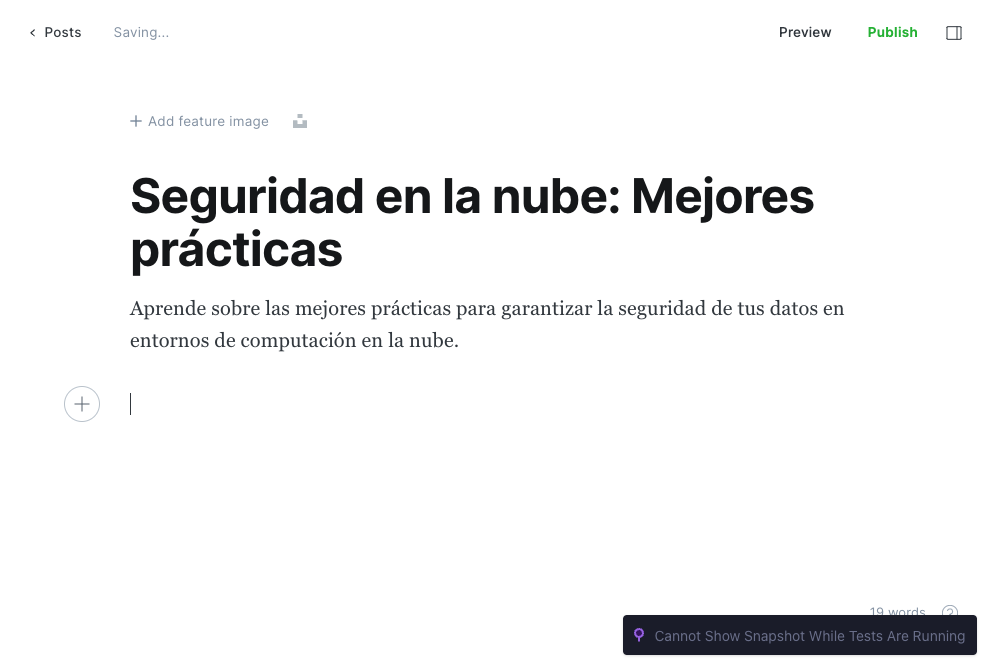 Posts
Saving...
Preview
Publish
Add feature image
Seguridad en la nube: Mejores
prácticas
Aprende sobre las mejores prácticas para garantizar la seguridad de tus datos en
entornos de computación en la nube.
19 words
Cannot Show Snapshot While Tests Are Running